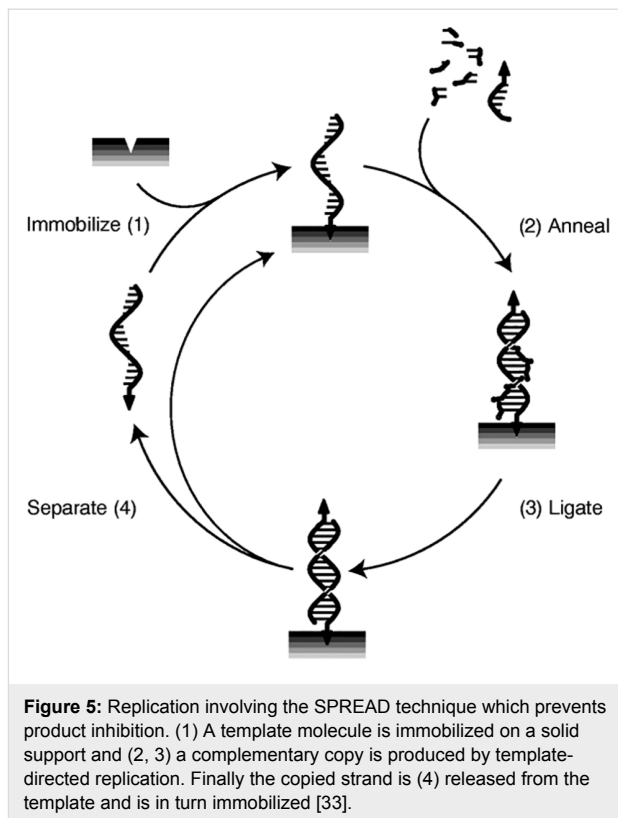 Immobilize (1)
(2) Anneal
Separate (4)
(3) Ligate
Figure 5: Replication involving the SPREAD technique which prevents
product inhibition. (1) A template molecule is immobilized on a solid
support and (2, 3) a complementary copy is produced by template-
directed replication. Finally the copied strand is (4) released from the
template and is in turn immobilized [33].